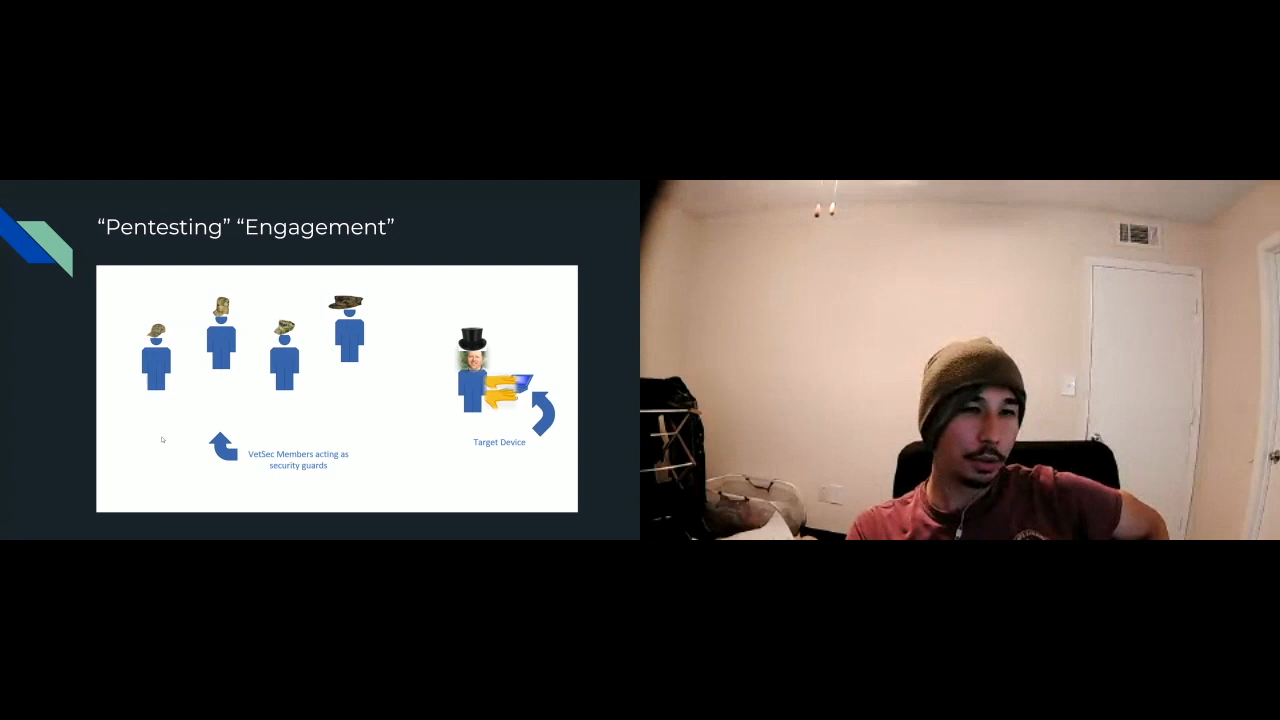 “Pentesting” “Engagement”
Target Device
VetSec Members acting as
security guards